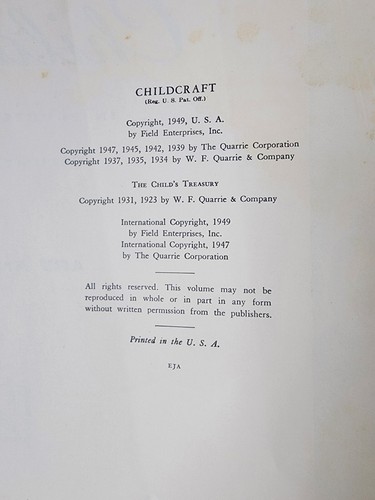 CHILDCRAFT
(Reg. U. S. Pat. Off.)
Copyright, 1949, U. S. A.
by Field Enterprises, Inc.
Copyright 1947, 1945, 1942, 1939 by The Quarrie Corporation
Copyright 1937, 1935, 1934 by W. F. Quarrie & Company
The Child's Treasury
Copyright 1931, 1923 by W. F. Quarrie & Company
International Copyright, 1949
by Field Enterprises, Inc.
International Copyright, 1947
by The Quarrie Corporation
All rights reserved. This volume may not be
reproduced in whole or in part in any form
without written permission from the publishers.
Printed in the U. S. A.
EJA